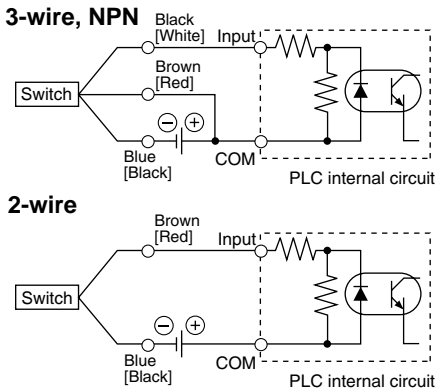 3-wire, NPN
Black
[White]
Input
Brown
[Red]
Switch
⊖ ⊕
Blue
[Black]
COM
PLC internal circuit
2-wire
Brown
[Red]
Input
Switch
⊖ ⊕
Blue
[Black]
COM
PLC internal circuit